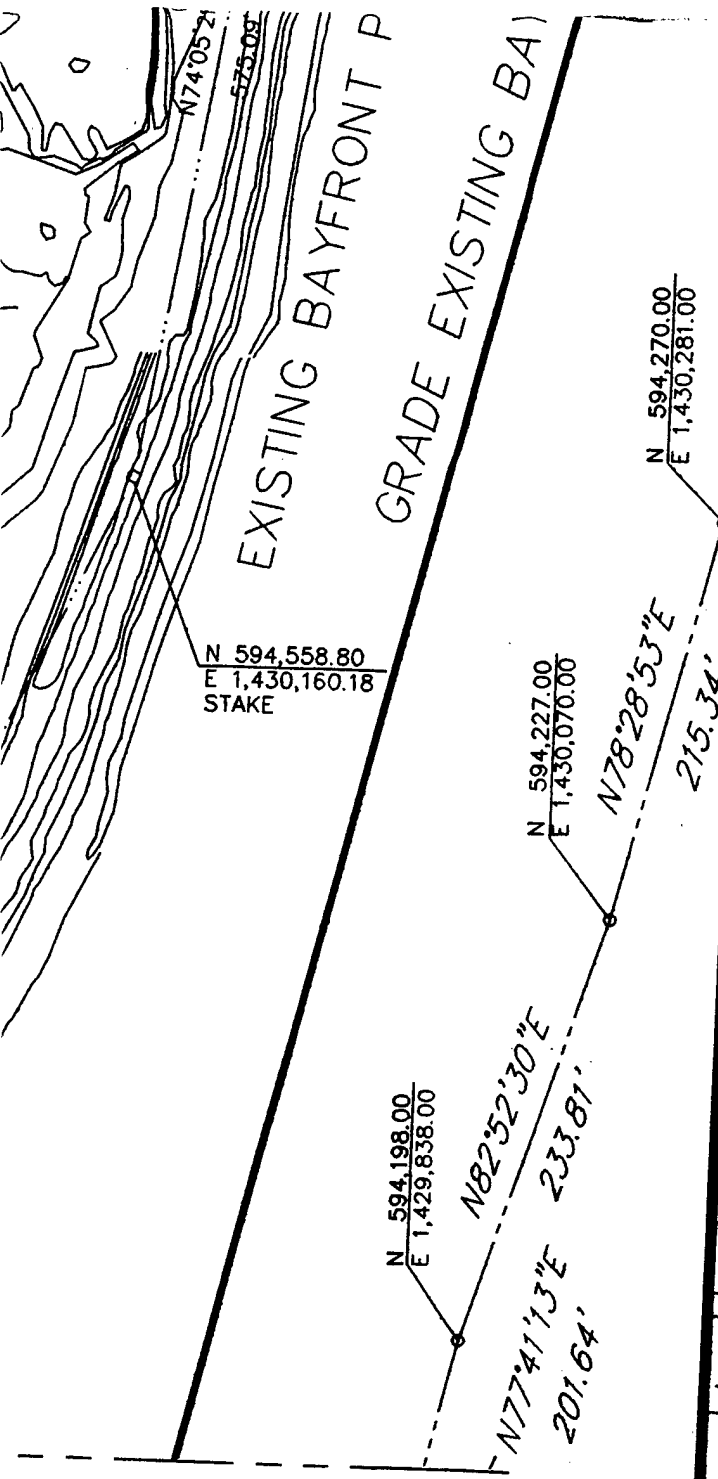 N74°05'2
575.09
EXISTING BAYFRONT P
GRADE EXISTING BA
N 594,558.80
E 1,430,160.18
STAKE
N 594,270.00
E 1,430,281.00
N78°28'53"E
215.34'
N 594,227.00
E 1,430,070.00
N82°52'30"E
233.81'
N 594,198.00
E 1,429,838.00
N77°41'13"E
201.64'